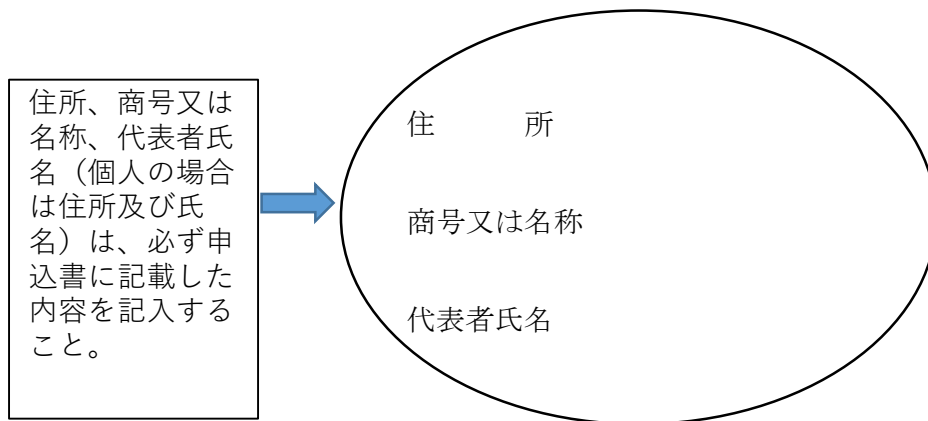 住所、商号又は
名称、代表者氏
名（個人の場合
は住所及び氏
名）は、必ず申
込書に記載した
内容を記入する
こと。
住　　　所
商号又は名称
代表者氏名